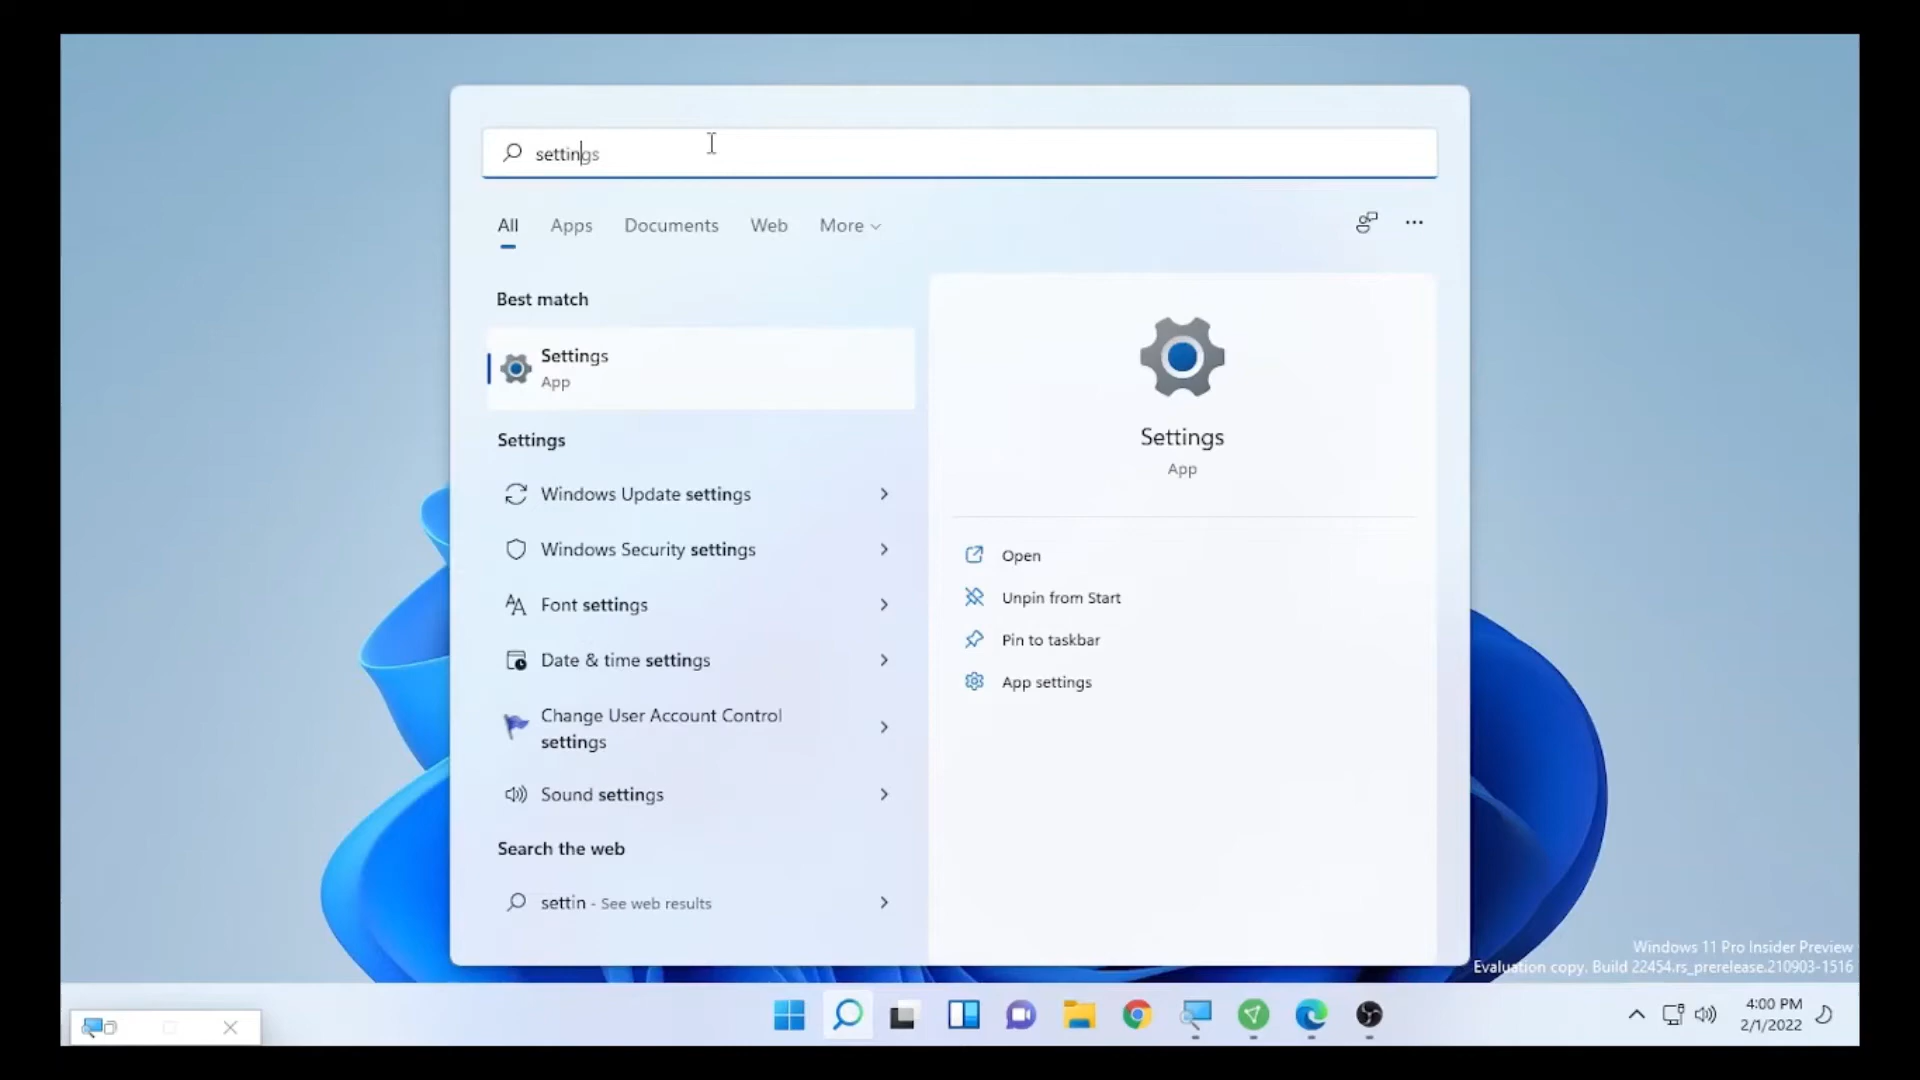 settings
All Apps Documents Web More
Best match
Settings
App
Settings
Windows Update settings
Windows Security settings
Font settings
Date & time settings
Change User Account Control
settings
Sound settings
Search the web
settin - See web results
Settings
App
Open
Unpin from Start
Pin to taskbar
App settings
Windows 11 Pro Insider Preview
Evaluation copy. Build 22454.rs_prerelease.210903-1516
4:00 PM
2/1/2022